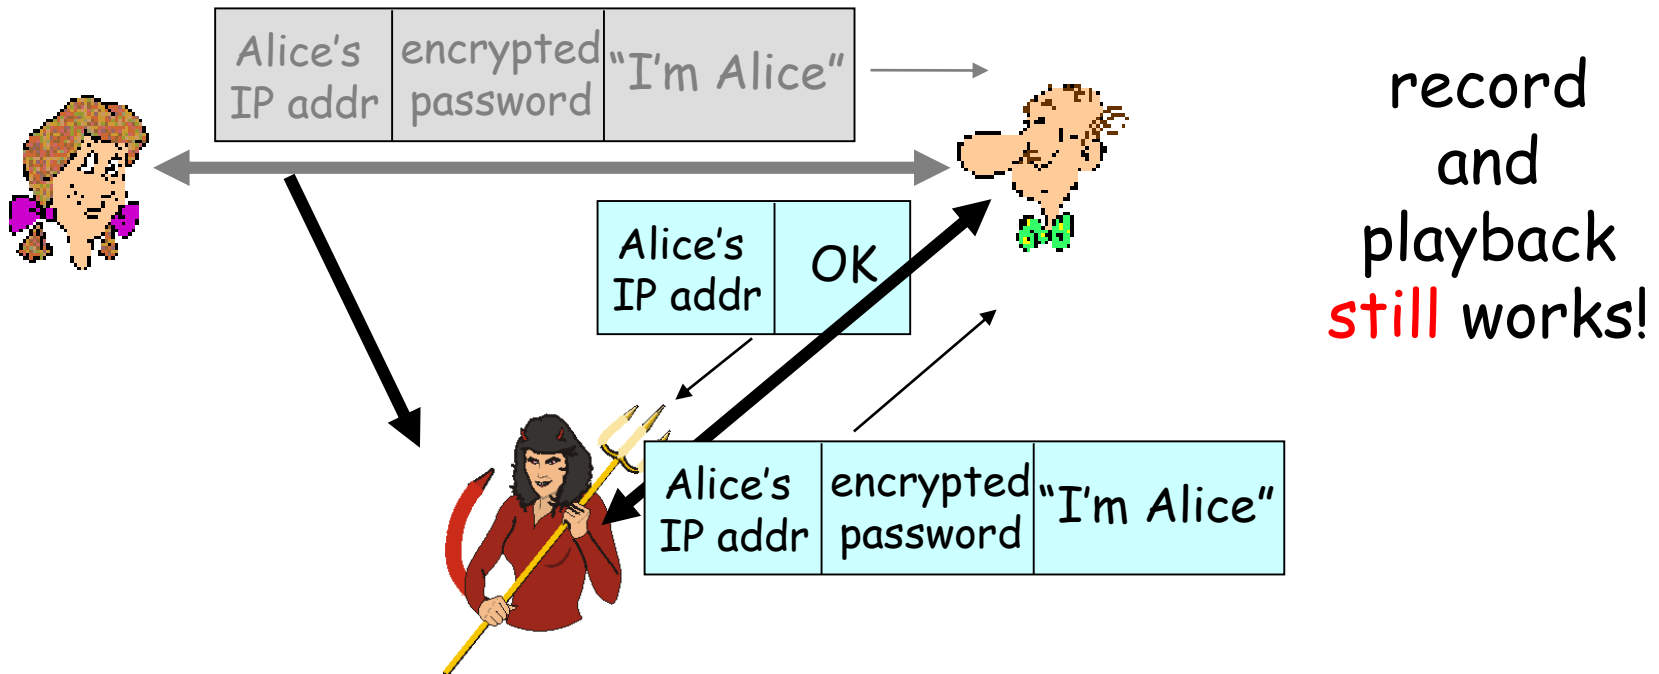 Alice's
IP addr
encrypted
password
“I’m Alice”
Alice's
IP addr
OK
Alice's
IP addr
encrypted
password
“I’m Alice”
record
and
playback
still works!